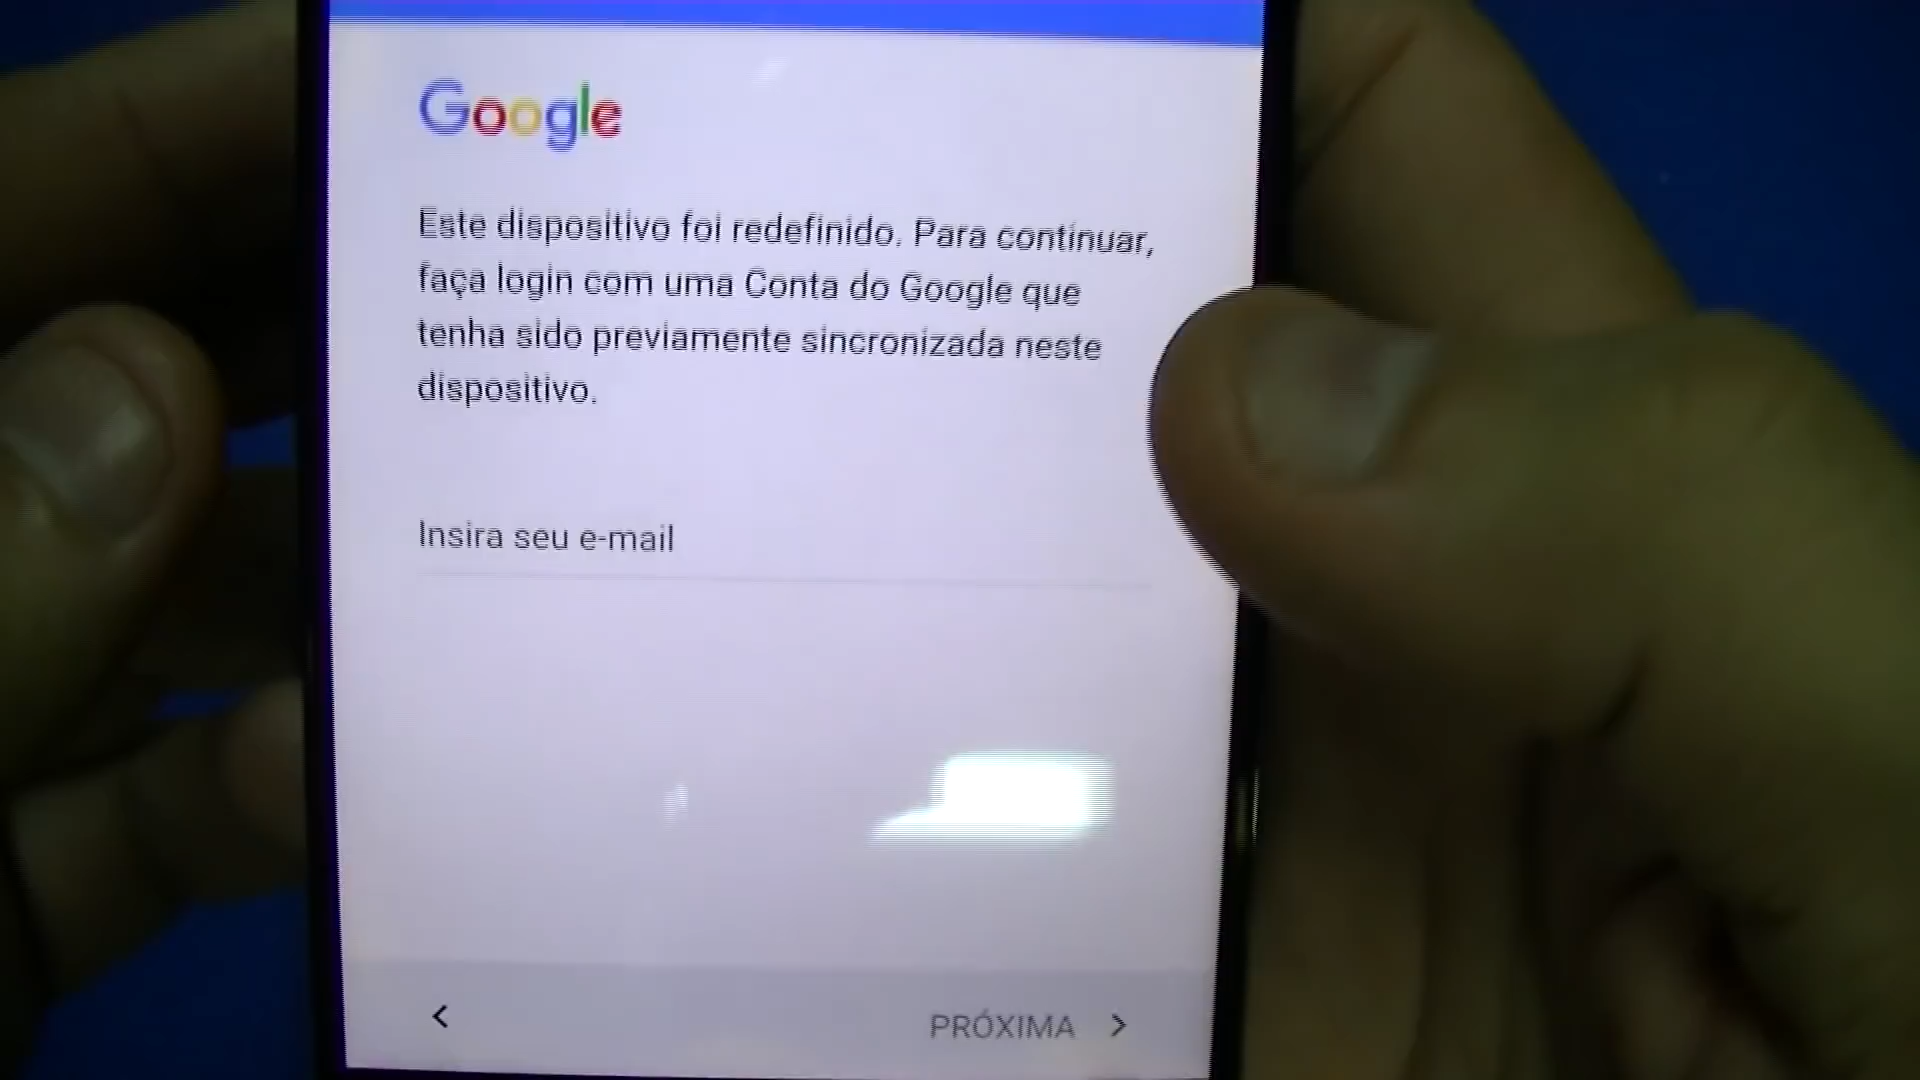 Google
Este dispositivo foi redefinido. Para continuar,
faça login com uma Conta do Google que
tenha sido previamente sincronizada neste
dispositivo.
Insira seu e-mail
PRÓXIMA